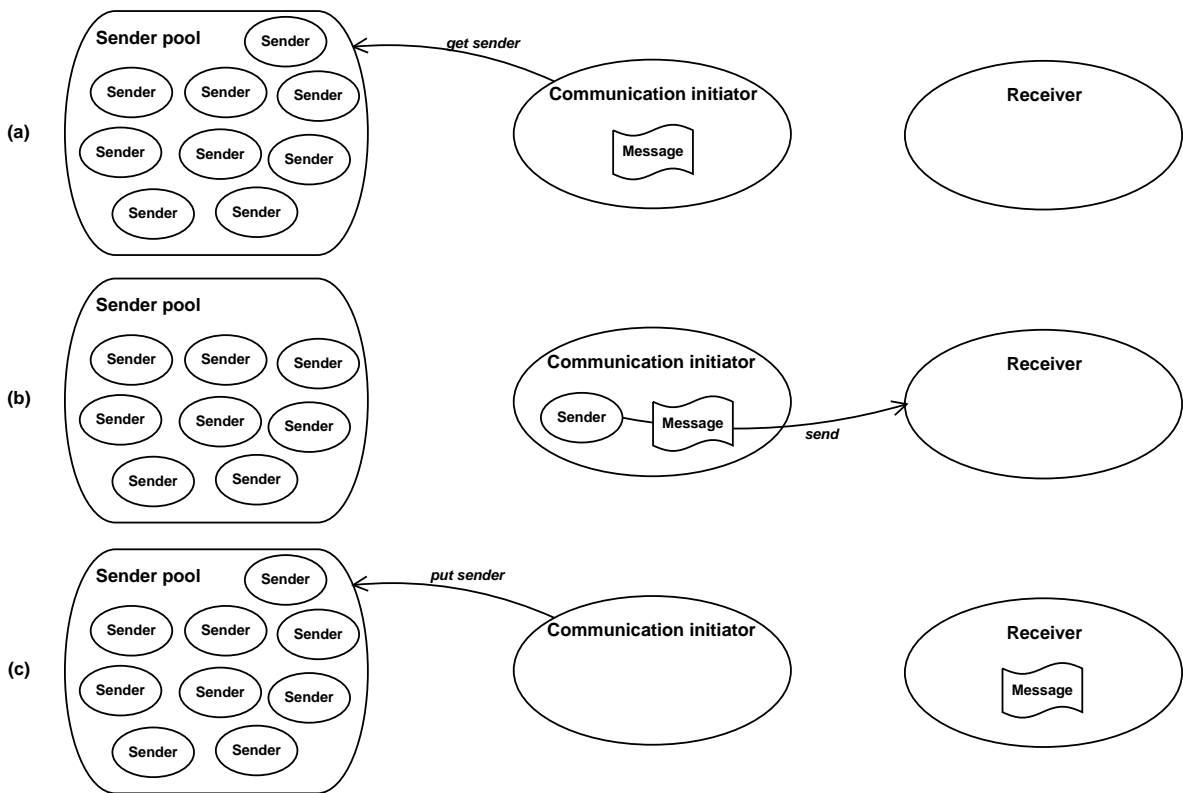 Sender pool
Sender
get sender
Sender
Sender
Sender
Communication initiator
Receiver
(a)
Sender
Sender
Sender
Message
Sender
Sender
Sender pool
Sender
Sender
Sender
Communication initiator
Receiver
(b)
Sender
Sender
Sender
Sender
Message
send
Sender
Sender
Sender pool
Sender
put sender
Sender
Sender
Sender
Communication initiator
Receiver
(c)
Sender
Sender
Sender
Message
Sender
Sender